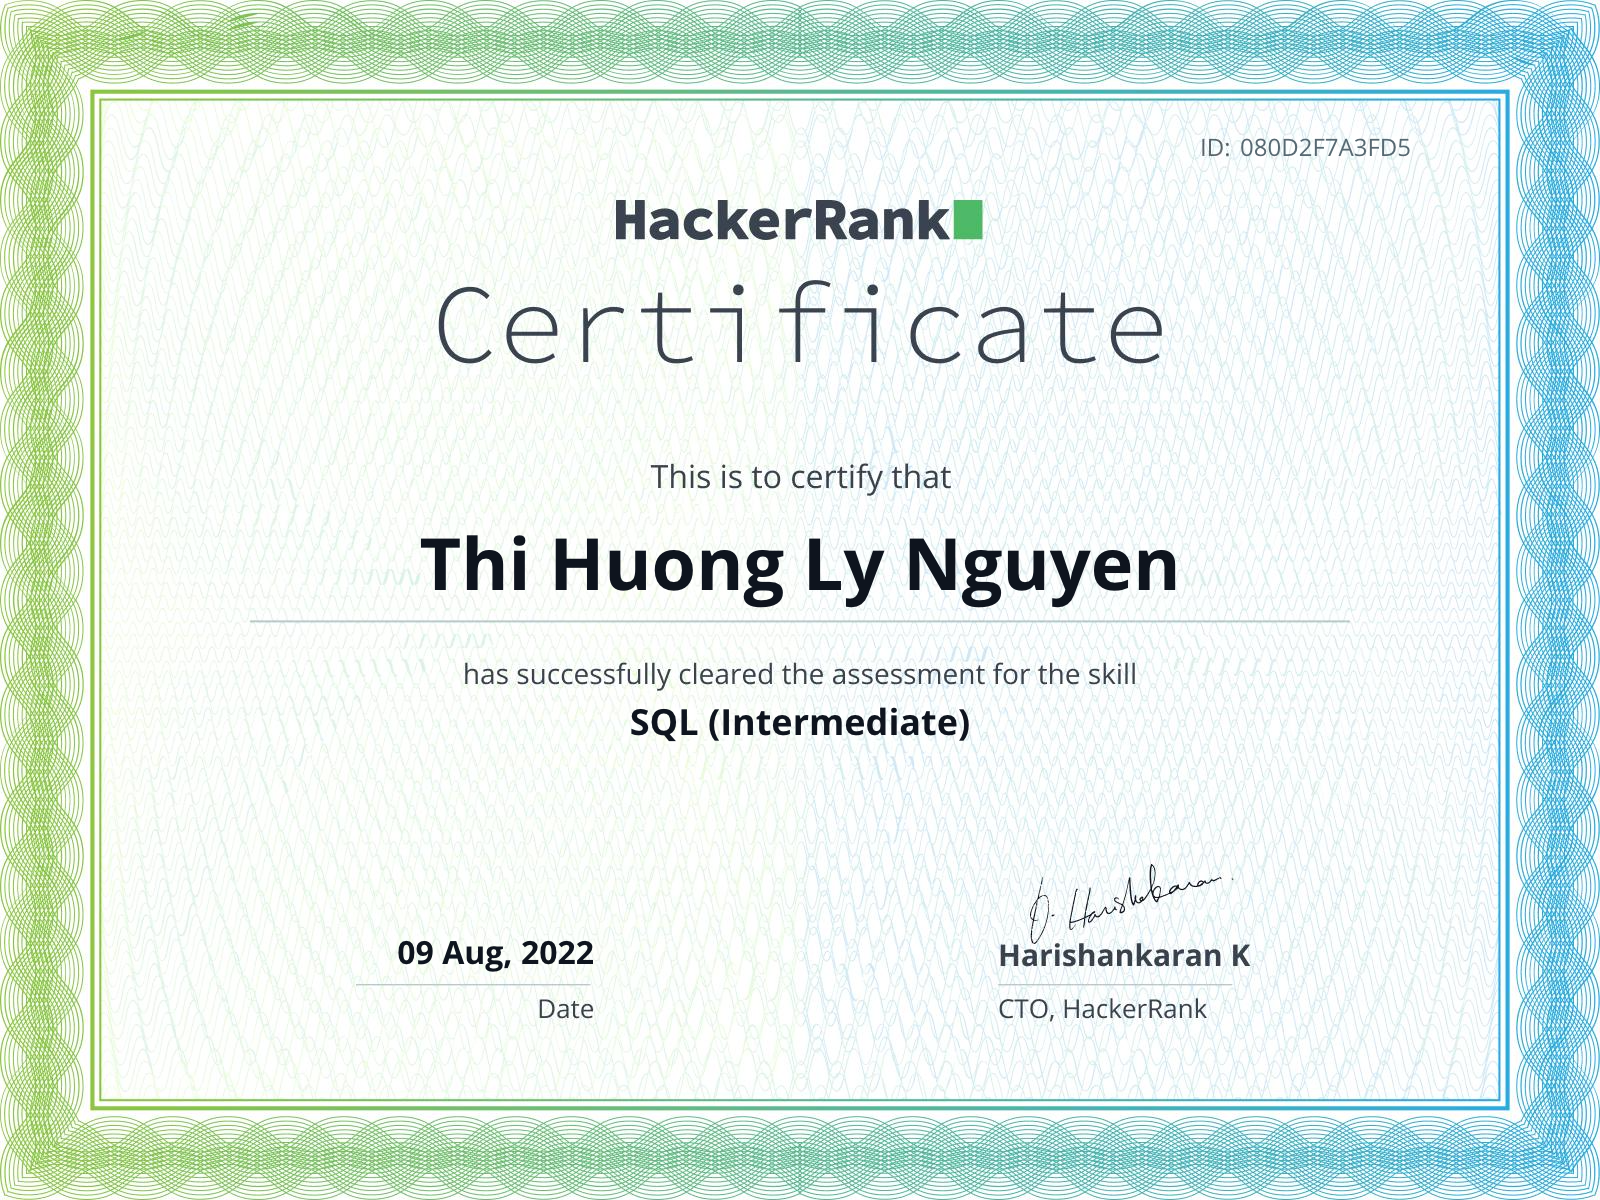 ID: 080D2F7A3FD5
HackerRank
Certificate
This is to certify that
Thi Huong Ly Nguyen
has successfully cleared the assessment for the skill
SQL (Intermediate)
09 Aug, 2022
Date
J. Harishankaran
Harishankaran K
CTO, HackerRank